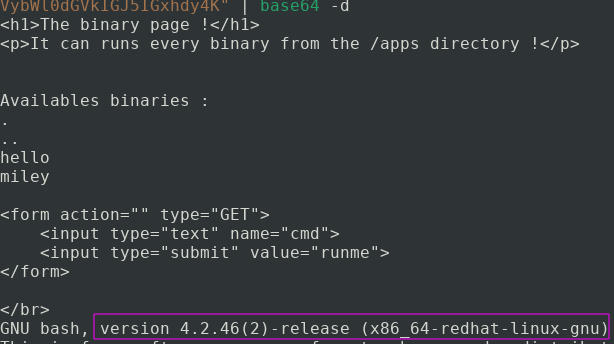 VybWl0dGVkIGJ5IGxhdy4K" | base64 -d
<h1>The binary page !</h1>
<p>It can runs every binary from the /apps directory !</p>
Availables binaries :
.
..
hello
miley
<form action="" type="GET">
    <input type="text" name="cmd">
    <input type="submit" value="runme">
</form>
</br>
GNU bash, version 4.2.46(2)-release (x86_64-redhat-linux-gnu)